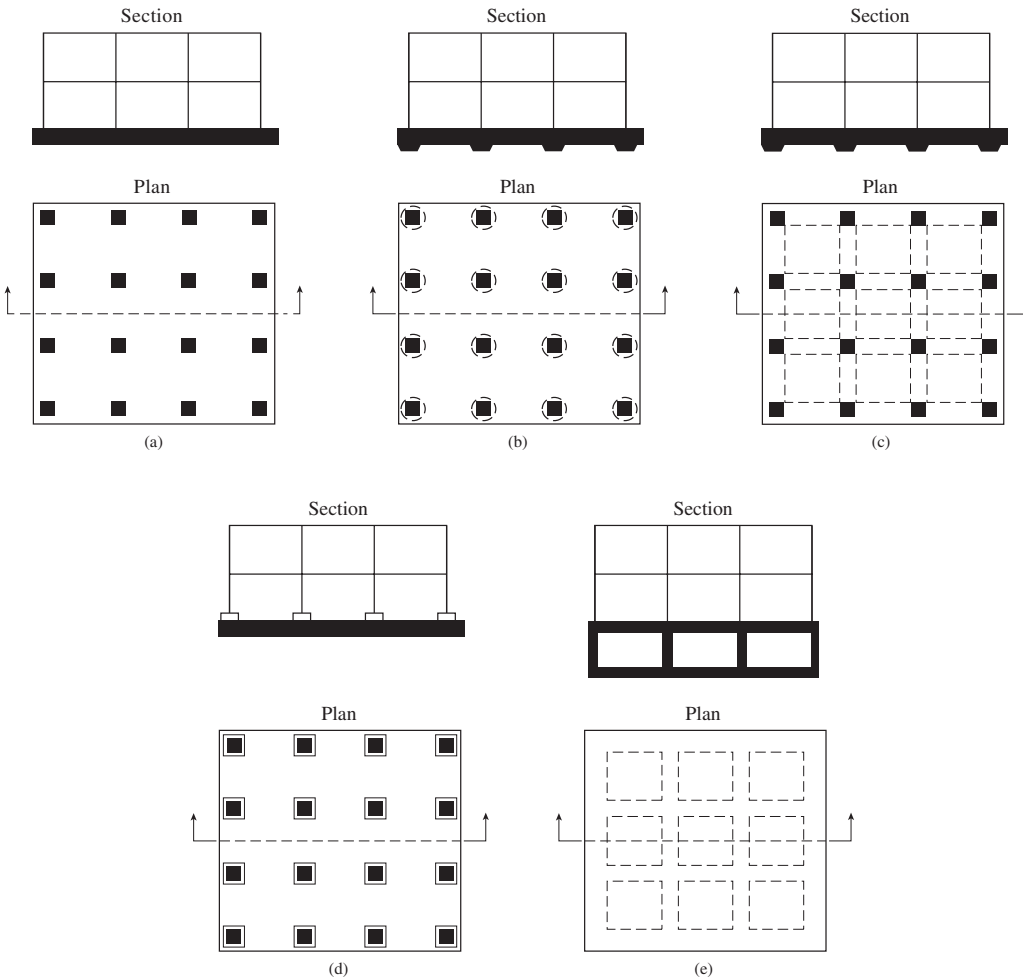 Section
Section
Section
Plan
Plan
Plan
(a)
(b)
(c)
Section
Section
Plan
Plan
(d)
(e)